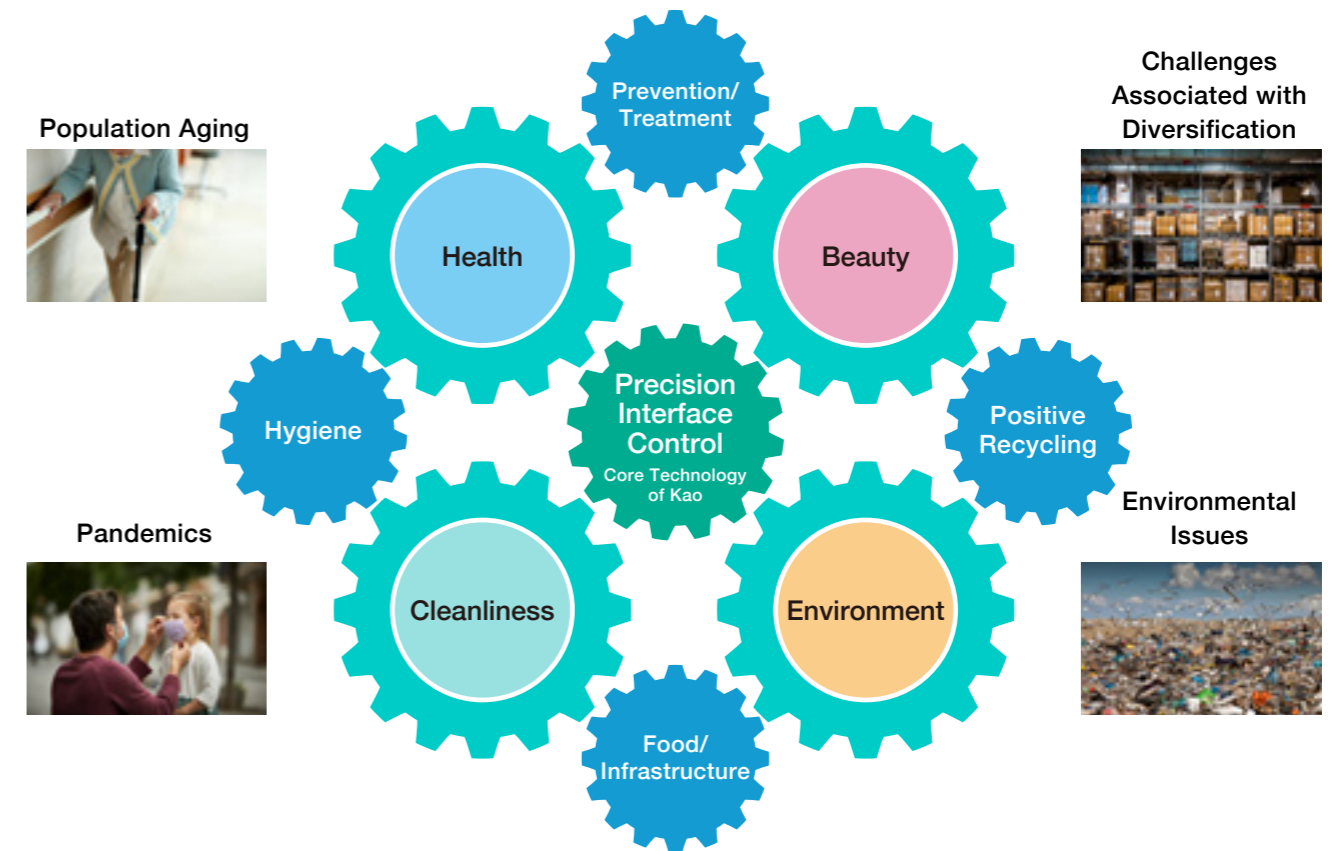 Prevention/
Treatment
Challenges
Associated with
Diversification
Population Aging
Health
Beauty
Precision
Interface
Control
Core Technology
of Kao
Hygiene
Positive
Recycling
Pandemics
Environmental
Issues
Cleanliness
Environment
Food/
Infrastructure